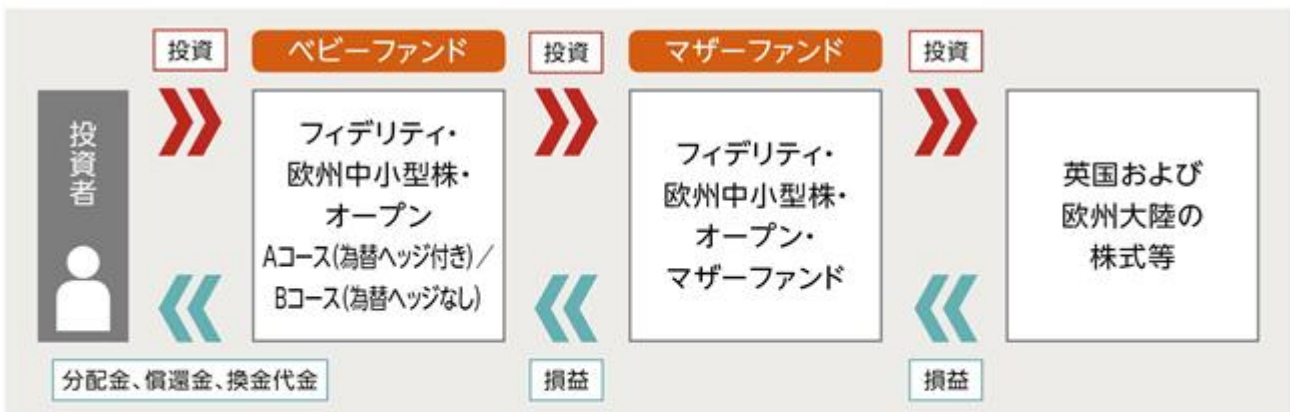 投資
ベビーファンド
投資
マザーファンド
投資
投資者
フィデリティ・
欧州中小型株・
オープン
Aコース(為替ヘッジ付き)／
Bコース(為替ヘッジなし)
フィデリティ・
欧州中小型株・
オープン・
マザーファンド
英国および
欧州大陸の
株式等
分配金、償還金、換金代金
損益
損益